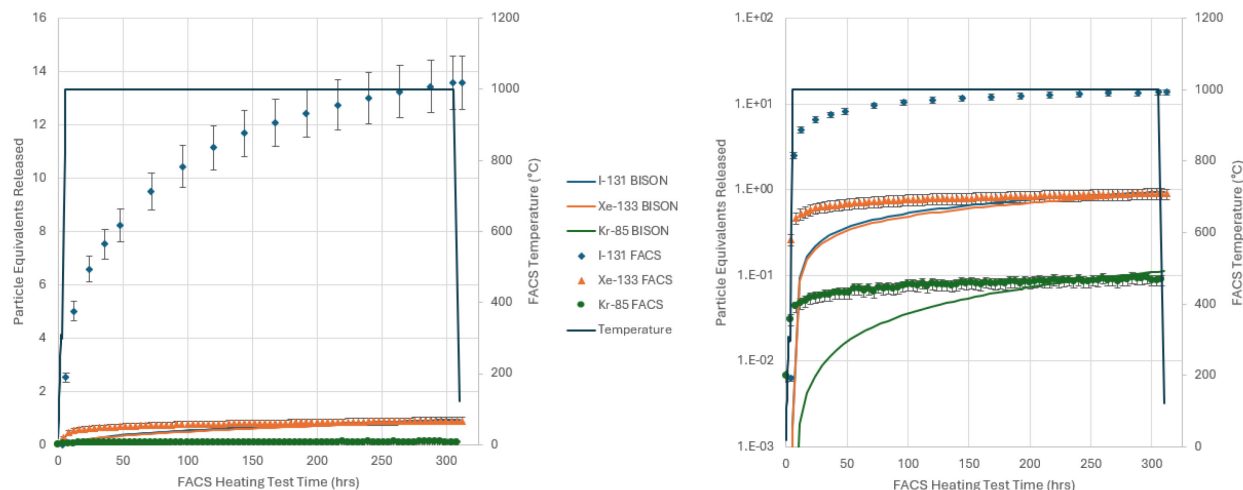 16
14
12
10
8
6
4
2
0
Particle Equivalents Released
0
50
100
150
200
250
300
FACS Heating Test Time (hrs)
1200
1000
800
600
400
200
0
FACS Temperature (°C)
I-131 BISON
Xe-133 BISON
Kr-85 BISON
I-131 FACS
Xe-133 FACS
Kr-85 FACS
Temperature
1.E+02
1.E+01
1.E+00
1.E-01
1.E-02
1.E-03
Particle Equivalents Released
0
50
100
150
200
250
300
FACS Heating Test Time (hrs)
1200
1000
800
600
400
200
0
FACS Temperature (°C)